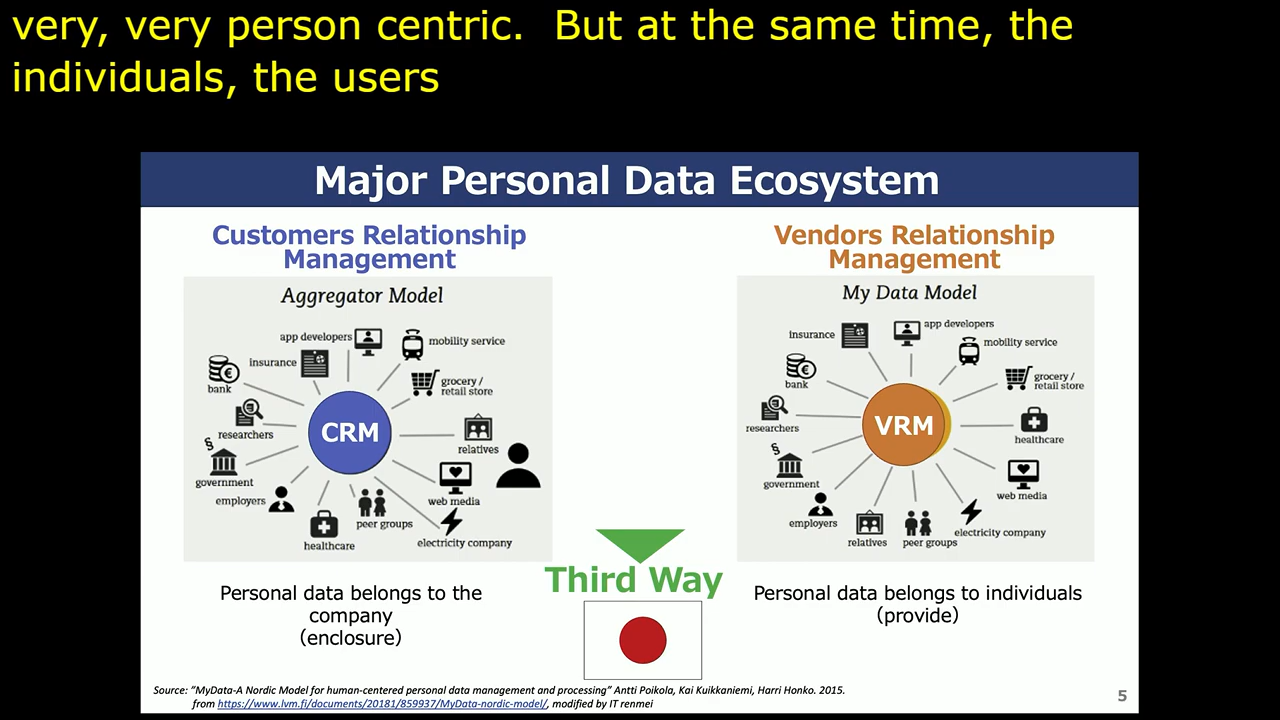 very, very person centric.  But at the same time, the
individuals, the users
Major Personal Data Ecosystem
Customers Relationship
Management
Aggregator Model
app developers
mobility service
insurance
bank
grocery /
retail store
researchers
CRM
relatives
§
government
employers
web media
peer groups
healthcare
electricity company
Personal data belongs to the
company
(enclosure)
Vendors Relationship
Management
My Data Model
insurance
app developers
mobility service
bank
grocery /
retail store
researchers
VRM
healthcare
§
government
web media
employers
relatives
peer groups
electricity company
Personal data belongs to individuals
(provide)
Third Way
Source: "MyData-A Nordic Model for human-centered personal data management and processing" Antti Poikola, Kai Kuikkaniemi, Harri Honko. 2015.
from https://www.lvm.fi/documents/20181/859937/MyData-nordic-model/, modified by IT renmei
5